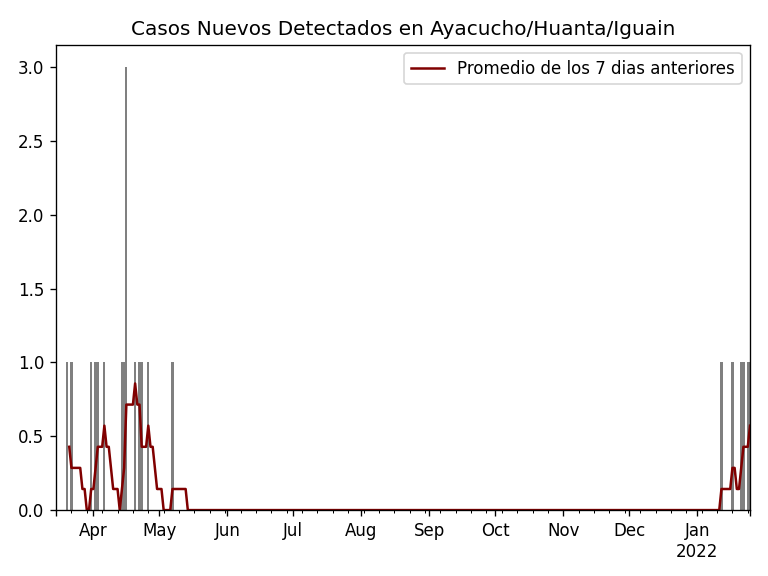 Casos Nuevos Detectados en Ayacucho/Huanta/Iguain
Promedio de los 7 dias anteriores
3.0
2.5
2.0
1.5
1.0
0.5
0.0
Apr May Jun Jul Aug Sep Oct Nov Dec Jan
2022